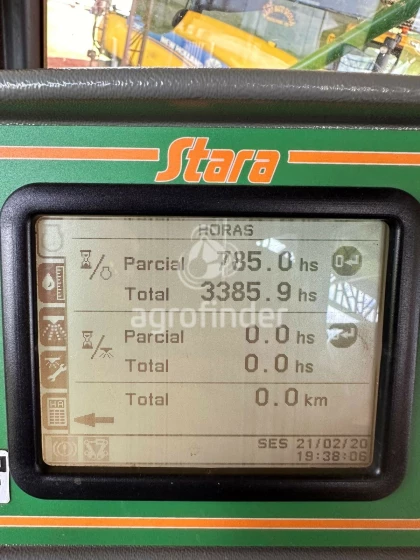 Stara
HORAS
Parcial 785.0 hs
Total 3385.9 hs
agrofinder
Parcial 0.0 hs
Total 0.0 hs
Total 0.0 km
SES 21/02/20
19:38:06